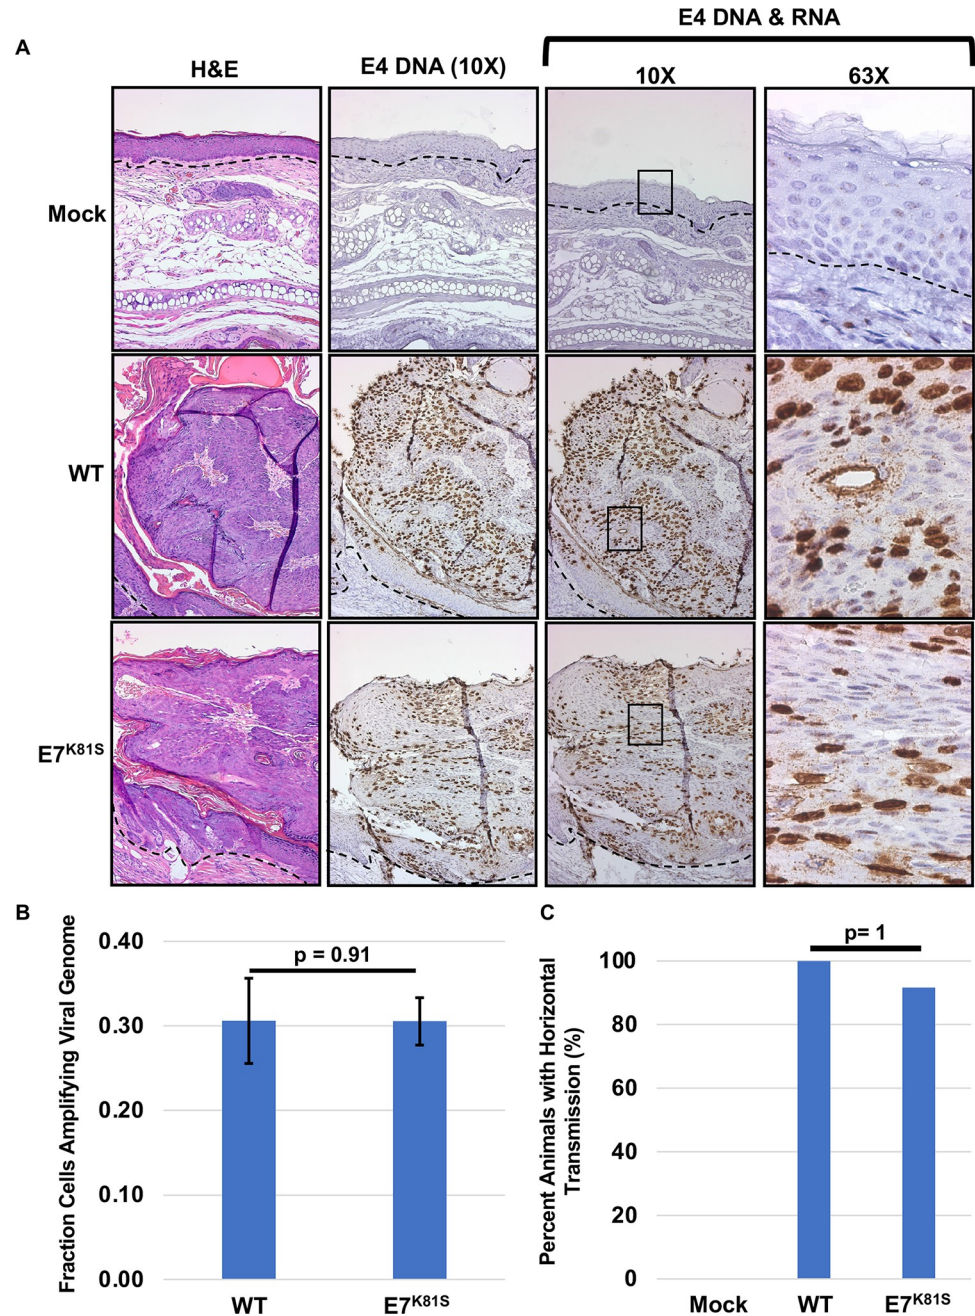 E4 DNA & RNA
A
H&E
E4 DNA (10X)
10X
63X
Mock
WT
E7K81S
B
Fraction Cells Amplifying Viral Genome
0.40
0.30
0.20
0.10
0.00
p = 0.91
WT
E7K81S
C
Percent Animals with Horizontal
Transmission (%)
100
80
60
40
20
0
p= 1
Mock
WT
E7K81S